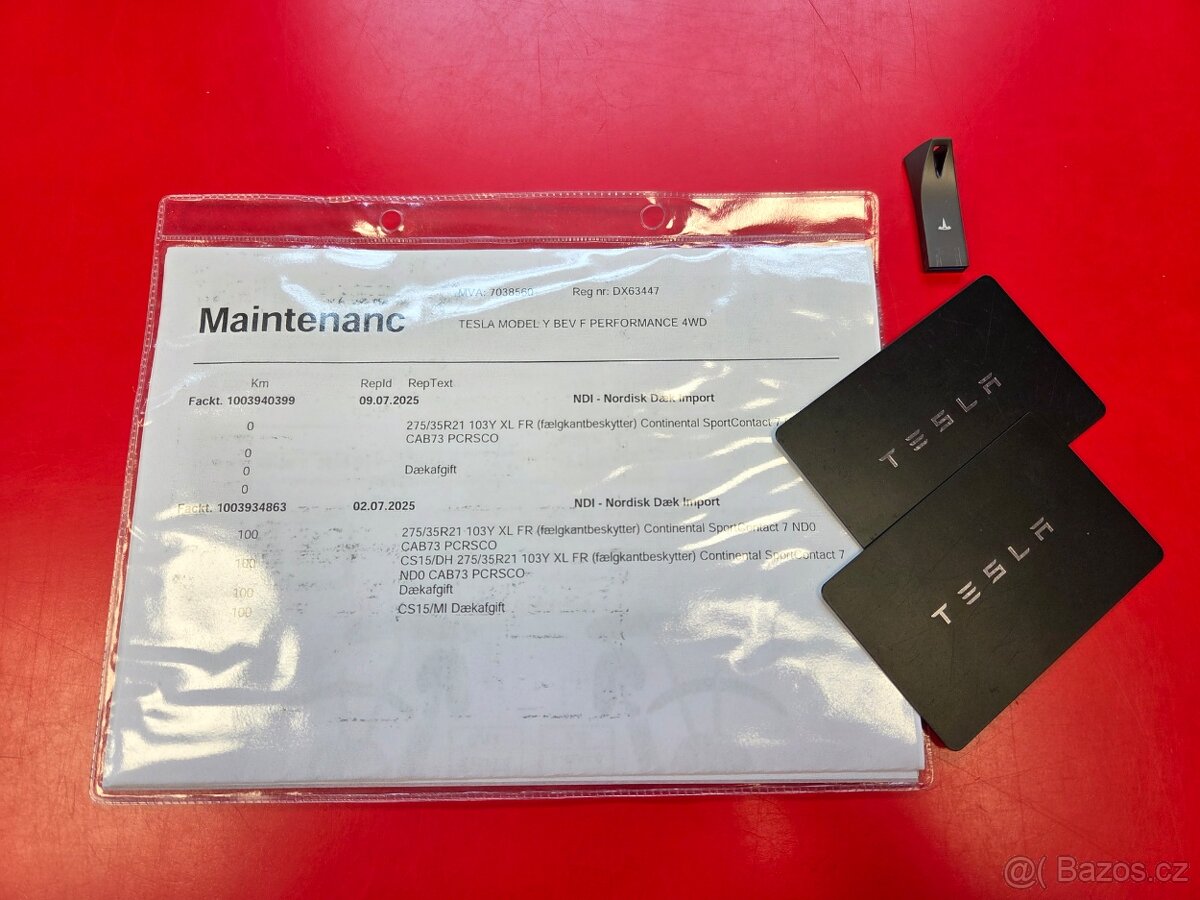 MVA: 7038560 Reg nr: DX63447
Maintenanc TESLA MODEL Y BEV F PERFORMANCE 4WD
Km RepId RepText
Fackt. 1003940399 09.07.2025 NDI - Nordisk Dæk Import
0 275/35R21 103Y XL FR (fælgkantbeskytter) Continental SportContact 7
CAB73 PCRSCO
0
0 Dækafgift
0
Fackt. 1003934863 02.07.2025 NDI - Nordisk Dæk Import
100 275/35R21 103Y XL FR (fælgkantbeskytter) Continental SportContact 7 ND0
CAB73 PCRSCO
100 CS15/DH 275/35R21 103Y XL FR (fælgkantbeskytter) Continental SportContact 7
ND0 CAB73 PCRSCO
100 Dækafgift
100 CS15/MI Dækafgift
TESLA
TESLA
@( Bazos.cz